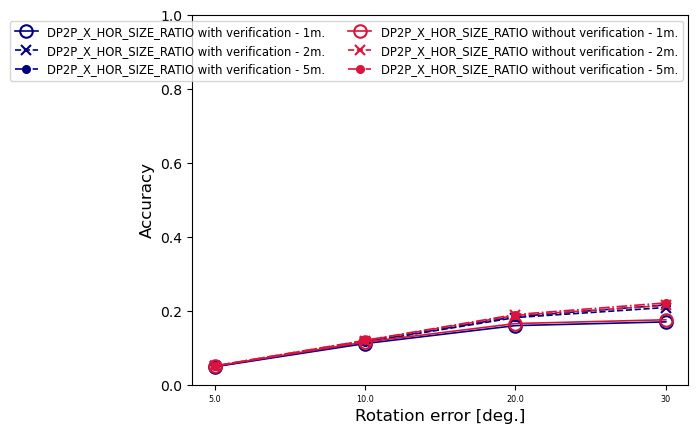 1.0
DP2P_X_HOR_SIZE_RATIO with verification - 1m.
DP2P_X_HOR_SIZE_RATIO with verification - 2m.
DP2P_X_HOR_SIZE_RATIO with verification - 5m.
DP2P_X_HOR_SIZE_RATIO without verification - 1m.
DP2P_X_HOR_SIZE_RATIO without verification - 2m.
DP2P_X_HOR_SIZE_RATIO without verification - 5m.
0.8
0.6
0.4
0.2
0.0
Accuracy
5.0 10.0 20.0 30
Rotation error [deg.]